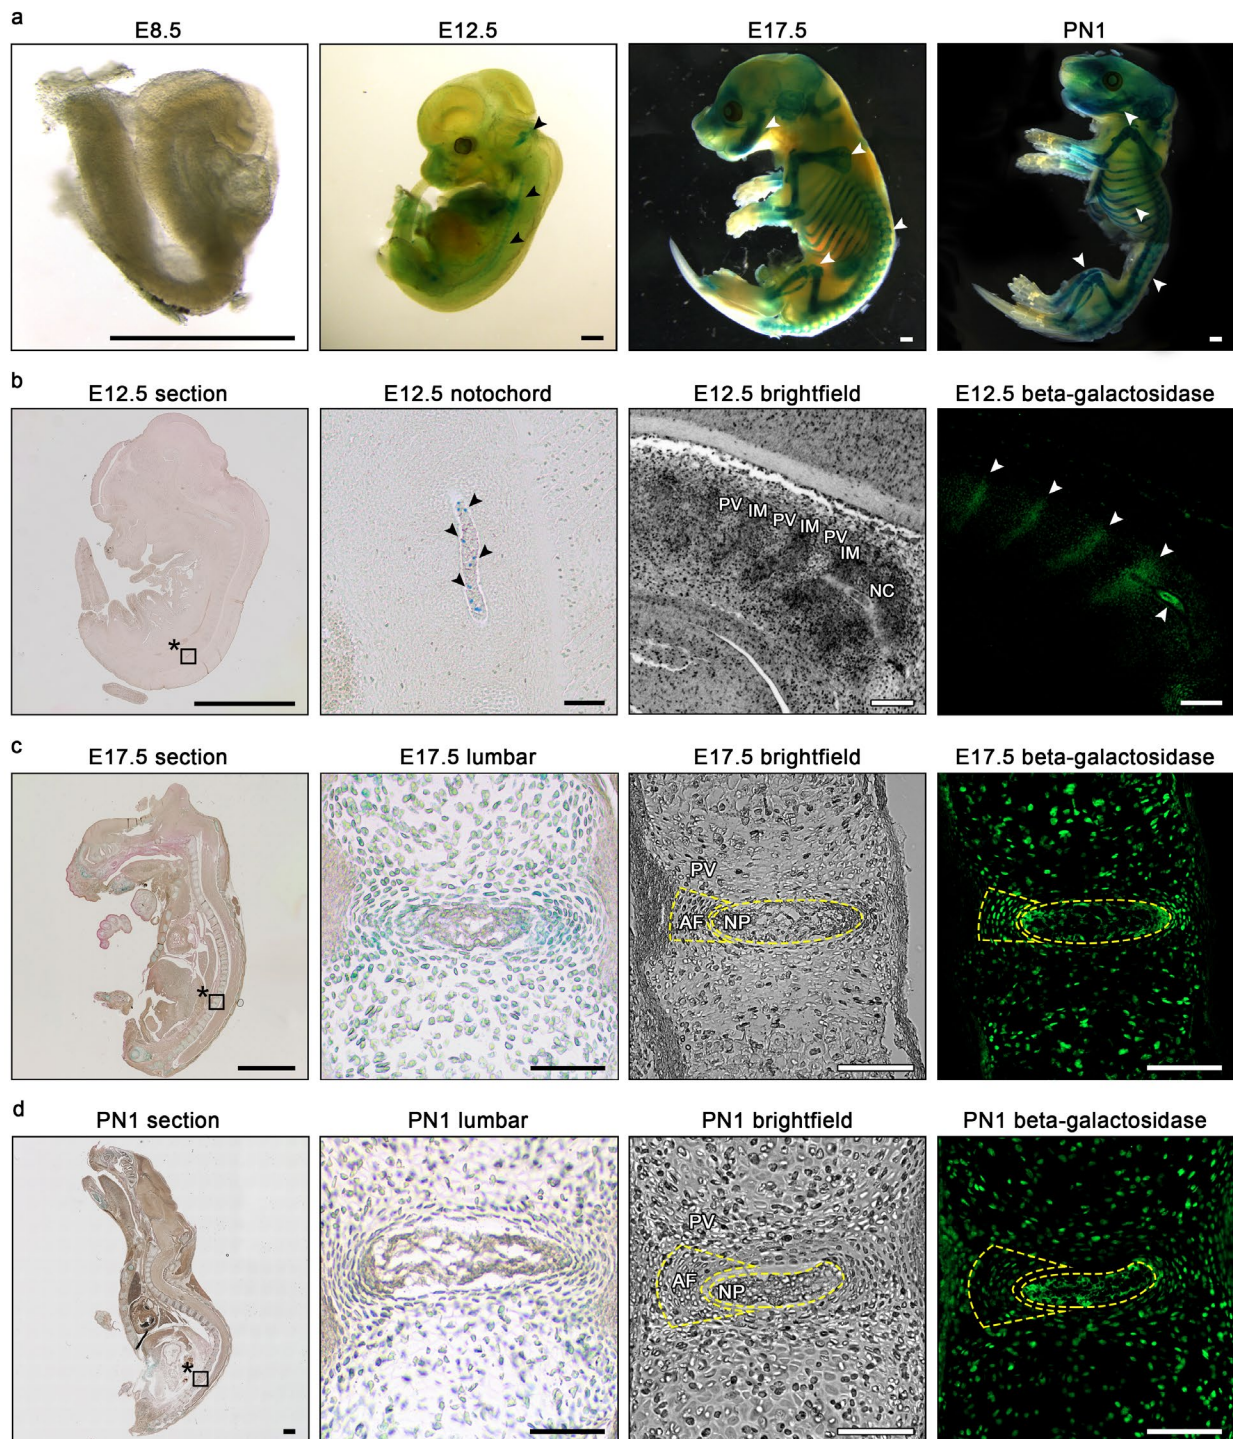 a
E8.5 E12.5 E17.5 PN1
b
E12.5 section E12.5 notochord E12.5 brightfield E12.5 beta-galactosidase
*
PV IM PV IM PV IM
NC
c
E17.5 section E17.5 lumbar E17.5 brightfield E17.5 beta-galactosidase
PV
AF NP
*
d
PN1 section PN1 lumbar PN1 brightfield PN1 beta-galactosidase
PV
AF NP
*